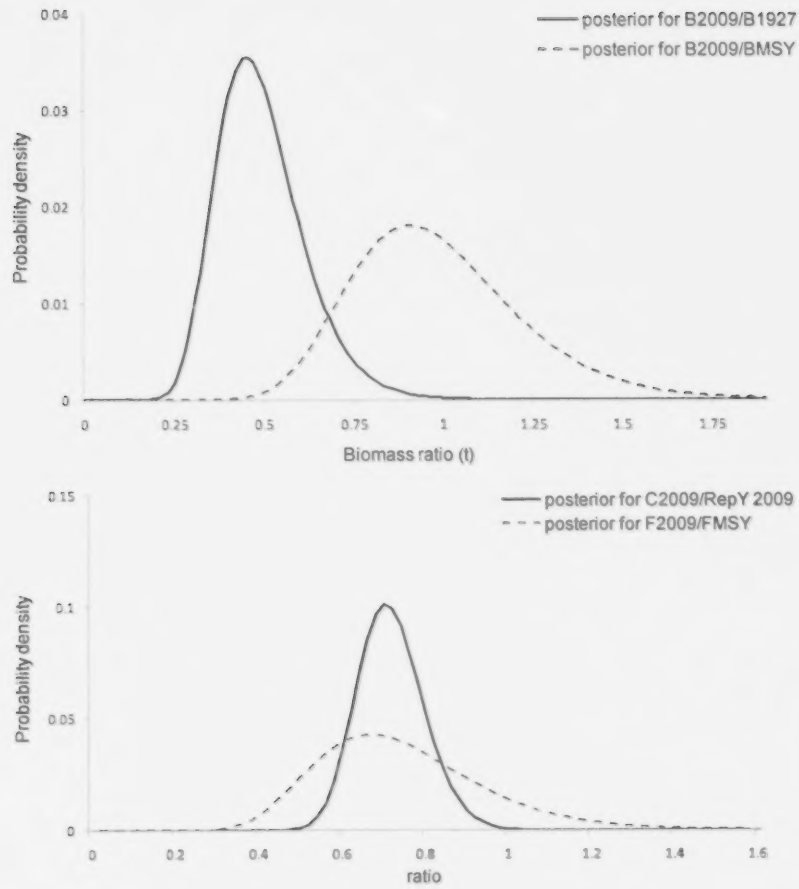 0.04
posterior for B2009/B1927
posterior for B2009/BMSY
0.03
0.02
0.01
0
Probability density
0 0.25 0.5 0.75 1 1.25 1.5 1.75
Biomass ratio (t)
0.15
posterior for C2009/RepY 2009
posterior for F2009/FMSY
0.1
0.05
0
Probability density
0 0.2 0.4 0.6 0.8 1 1.2 1.4 1.6
ratio